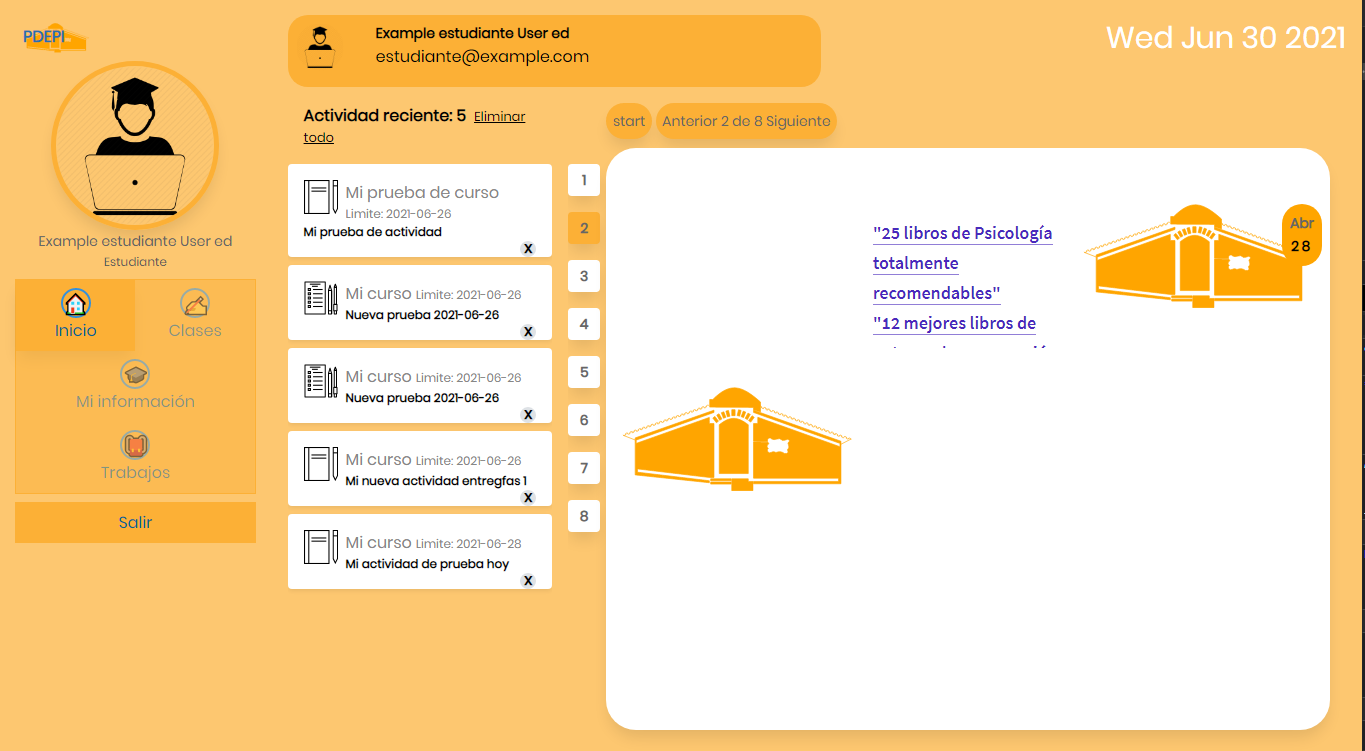 PDEPI
Example estudiante User ed
Estudiante
Inicio
Clases
Mi información
Trabajos
Salir
Example estudiante User ed
estudiante@example.com
Wed Jun 30 2021
Actividad reciente: 5 Eliminar
todo
Mi prueba de curso
Limite: 2021-06-26
Mi prueba de actividad
X
Mi curso Limite: 2021-06-26
Nueva prueba 2021-06-26
X
Mi curso Limite: 2021-06-26
Nueva prueba 2021-06-26
X
Mi curso Limite: 2021-06-26
Mi nueva actividad entregfas 1
X
Mi curso Limite: 2021-06-28
Mi actividad de prueba hoy
X
1
2
3
4
5
6
7
8
start
Anterior 2 de 8 Siguiente
"25 libros de Psicología
totalmente
recomendables"
"12 mejores libros de
Abr
28